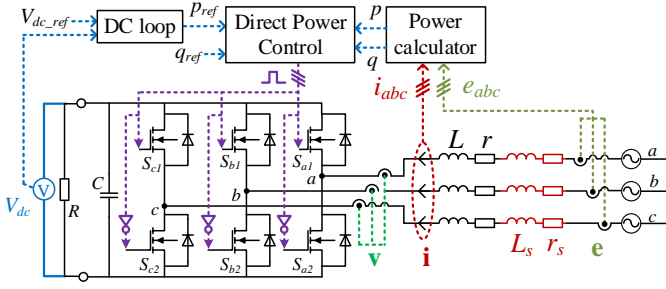 V_dc_ref
DC loop
p_ref
q_ref
Direct Power
Control
p
q
Power
calculator
i_abc
e_abc
V
V_dc
R
C
S_c1
S_b1
S_a1
a
b
c
S_c2
S_b2
S_a2
v
i
L
r
L_s
r_s
e
a
b
c